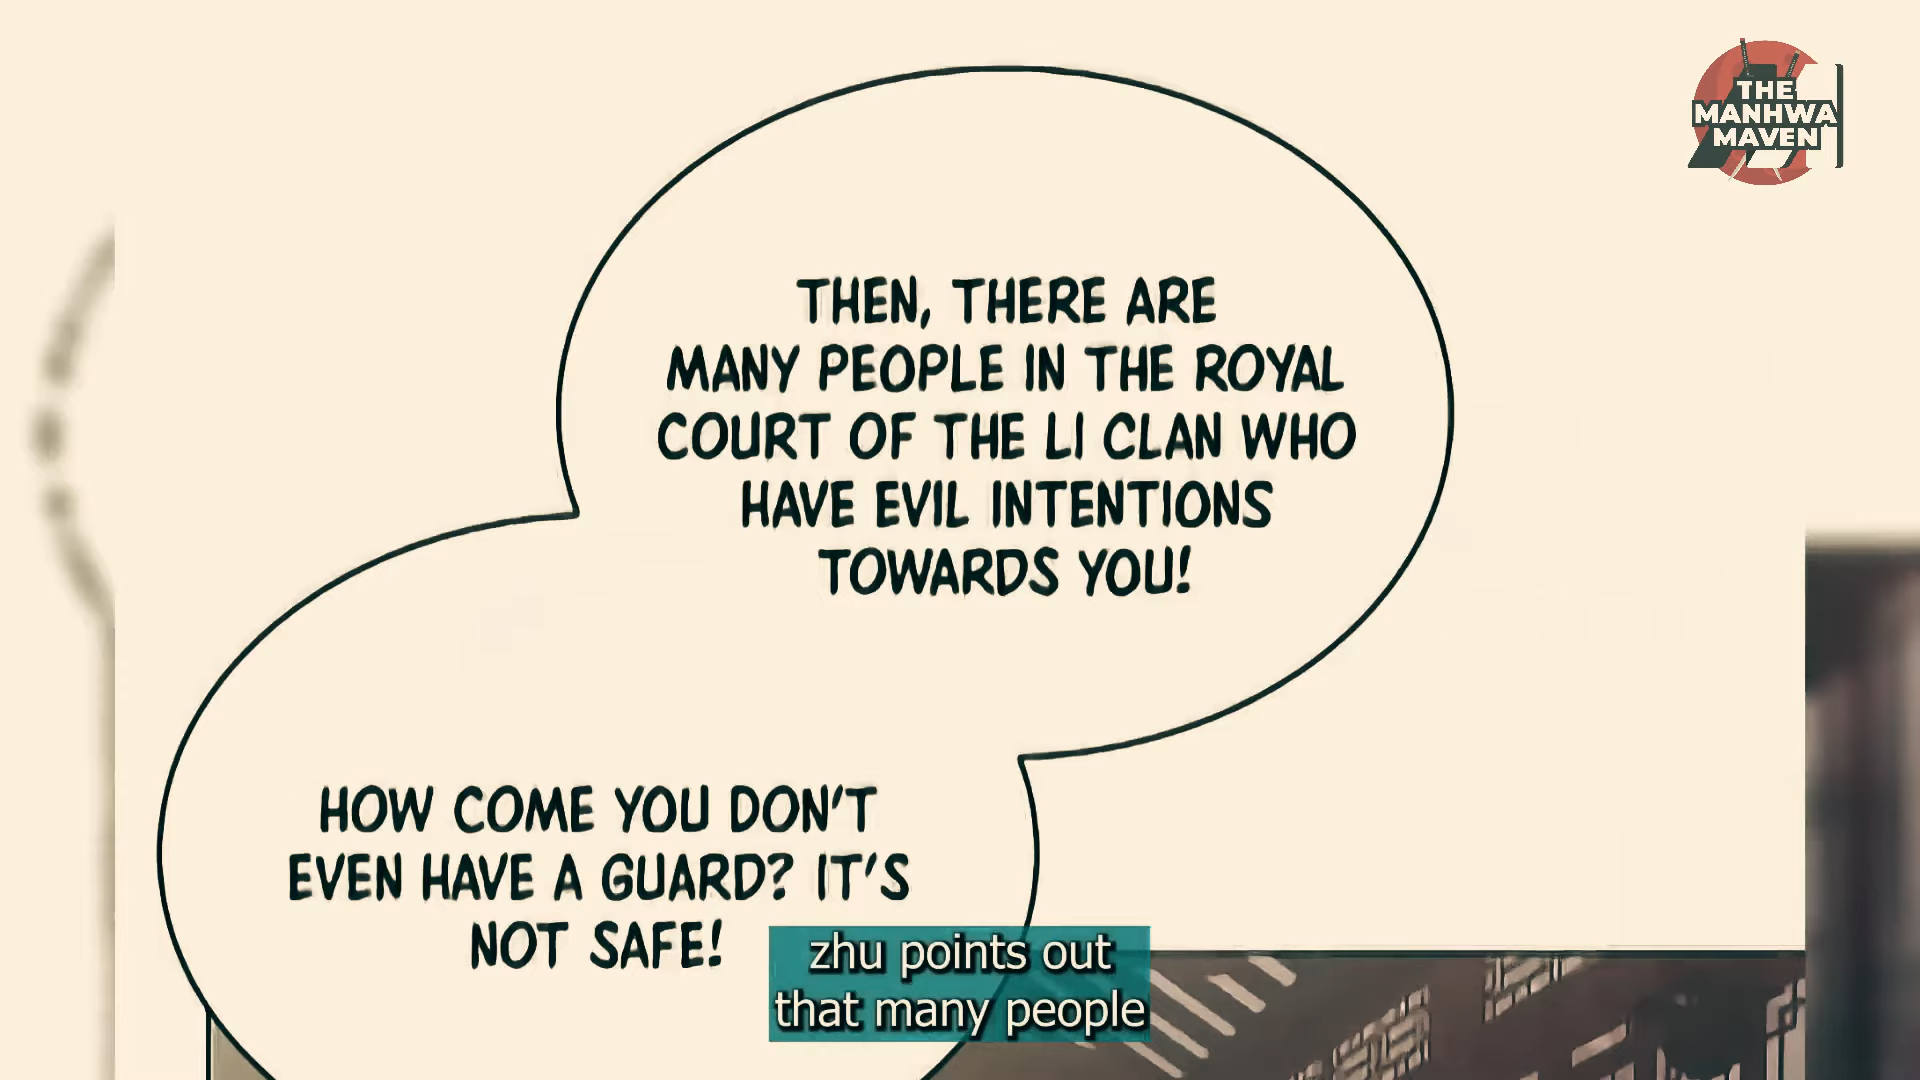 THE
MANHWA
MAVEN
THEN, THERE ARE
MANY PEOPLE IN THE ROYAL
COURT OF THE LI CLAN WHO
HAVE EVIL INTENTIONS
TOWARDS YOU!
HOW COME YOU DON'T
EVEN HAVE A GUARD? IT'S
NOT SAFE!
zhu points out
that many people